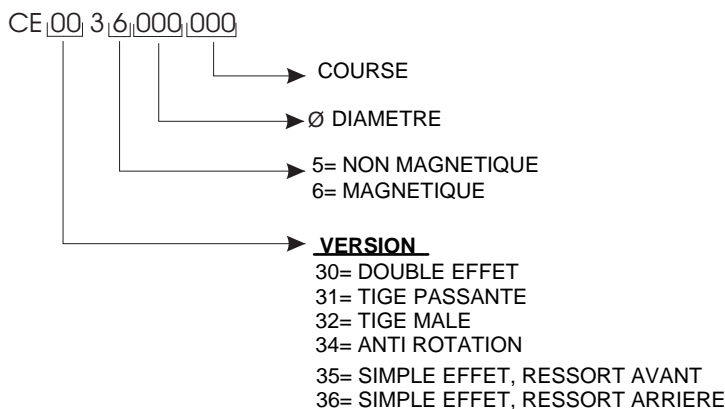 CE 00 3 6 000 000
COURSE
Ø DIAMETRE
5= NON MAGNETIQUE
6= MAGNETIQUE
VERSION
30= DOUBLE EFFET
31= TIGE PASSANTE
32= TIGE MALE
34= ANTI ROTATION
35= SIMPLE EFFET, RESSORT AVANT
36= SIMPLE EFFET, RESSORT ARRIERE